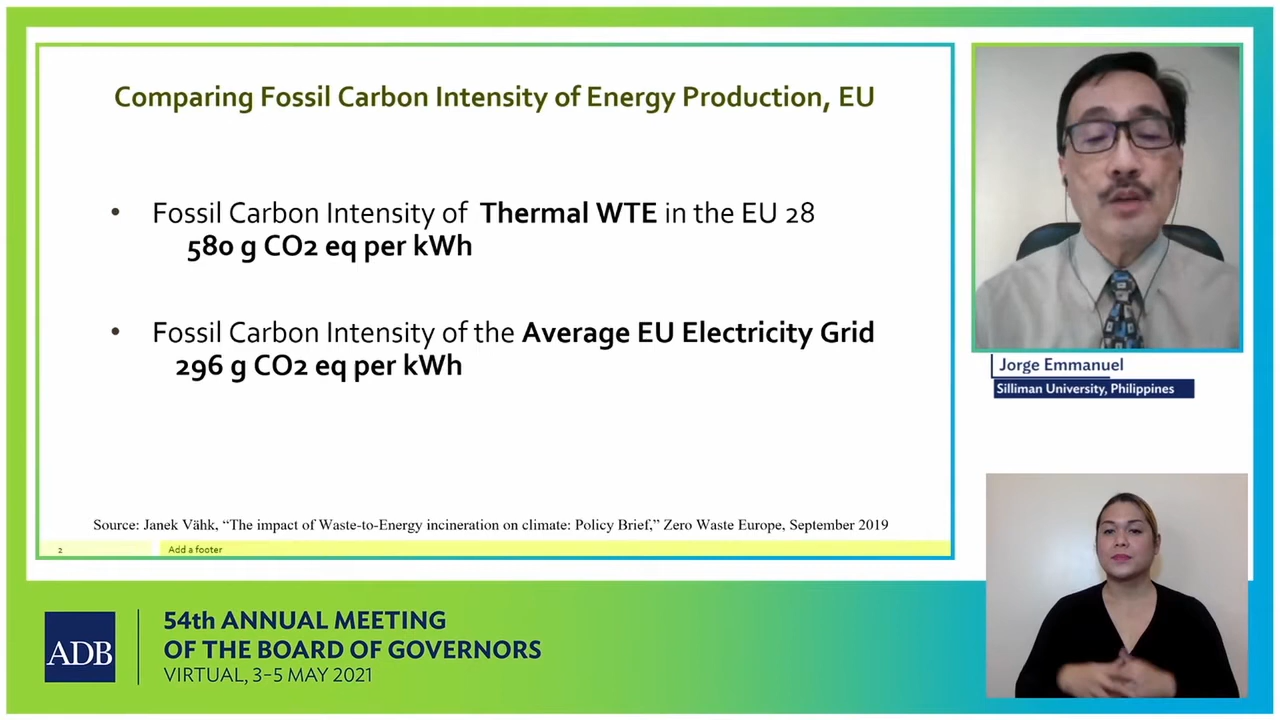 Comparing Fossil Carbon Intensity of Energy Production, EU
• Fossil Carbon Intensity of Thermal WTE in the EU 28
580 g CO2 eq per kWh
• Fossil Carbon Intensity of the Average EU Electricity Grid
296 g CO2 eq per kWh
Source: Janek Vähk, “The impact of Waste-to-Energy incineration on climate: Policy Brief,” Zero Waste Europe, September 2019
2
Add a footer
Jorge Emmanuel
Silliman University, Philippines
ADB
54th ANNUAL MEETING
OF THE BOARD OF GOVERNORS
VIRTUAL, 3–5 MAY 2021